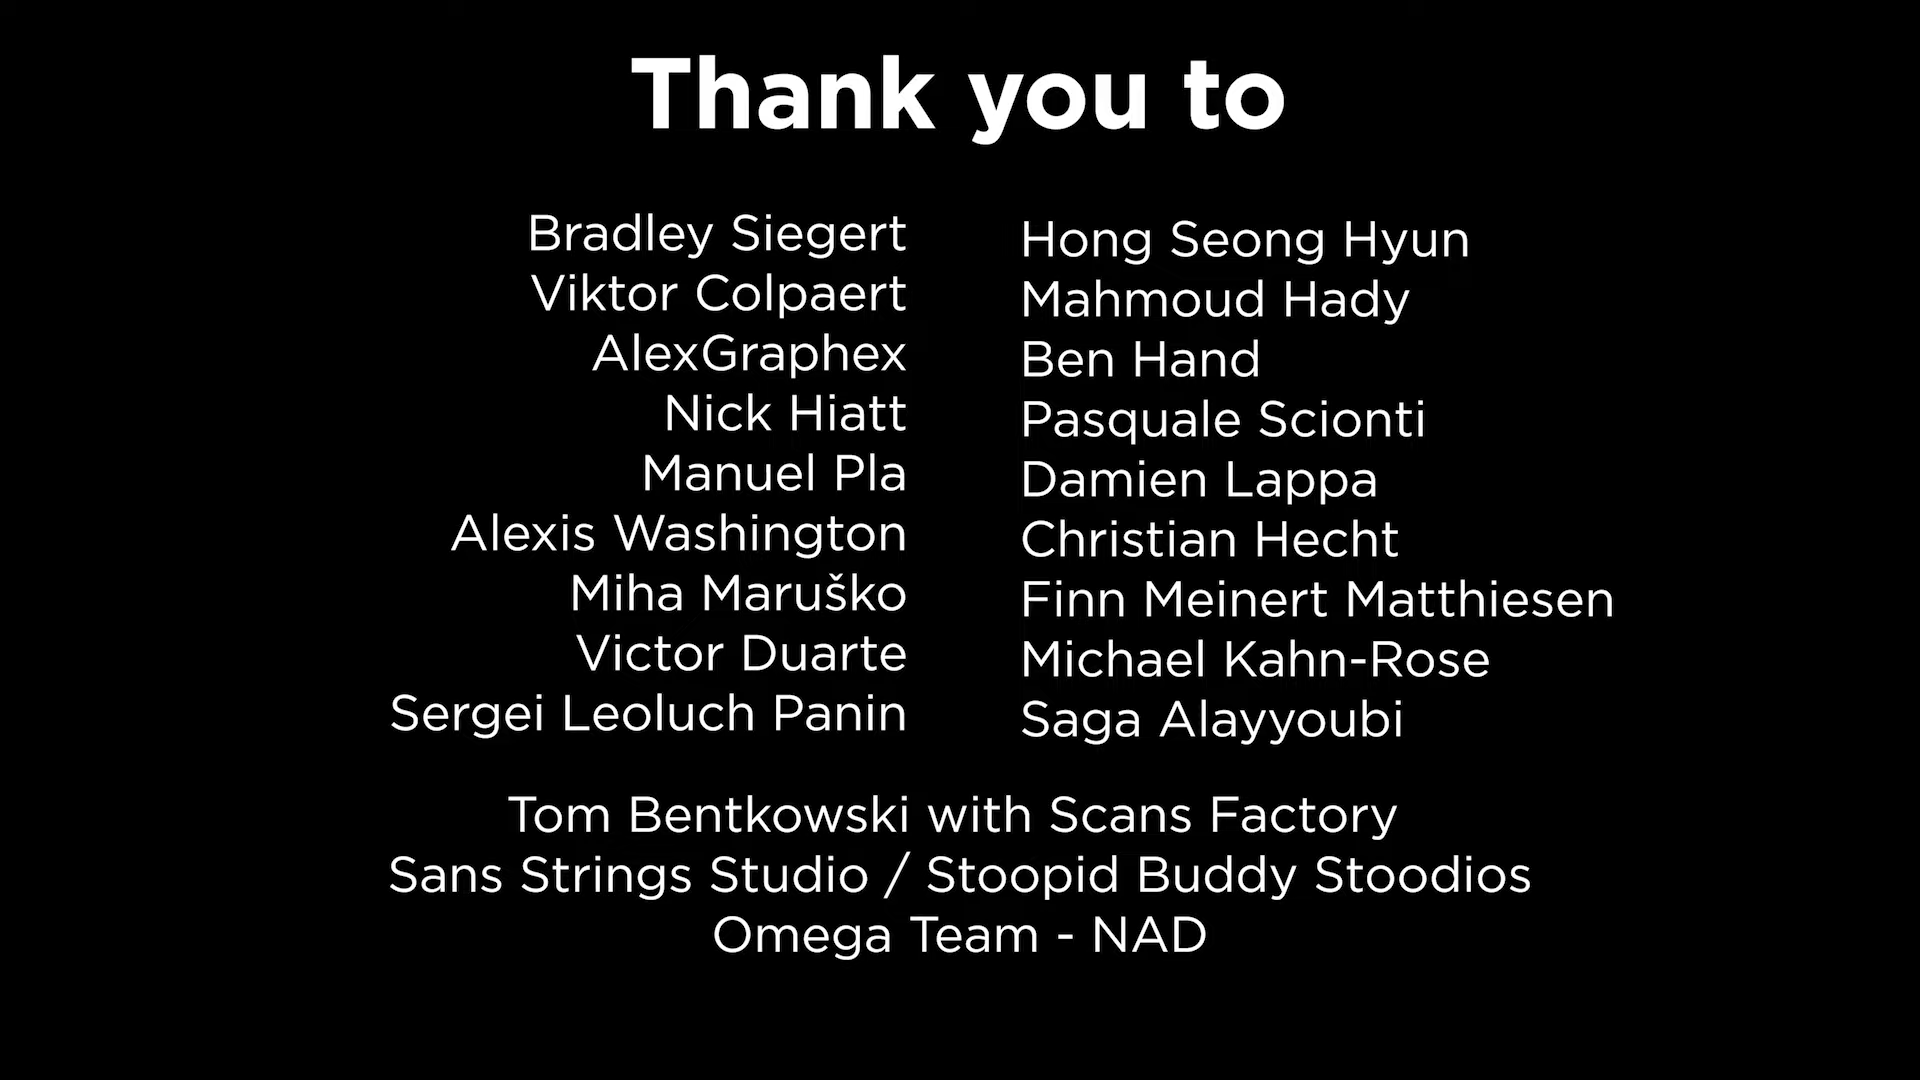 Thank you to
Bradley Siegert
Viktor Colpaert
AlexGraphex
Nick Hiatt
Manuel Pla
Alexis Washington
Miha Maruško
Victor Duarte
Sergei Leoluch Panin
Hong Seong Hyun
Mahmoud Hady
Ben Hand
Pasquale Scionti
Damien Lappa
Christian Hecht
Finn Meinert Matthiesen
Michael Kahn-Rose
Saga Alayyoubi
Tom Bentkowski with Scans Factory
Sans Strings Studio / Stoopid Buddy Stoodios
Omega Team - NAD